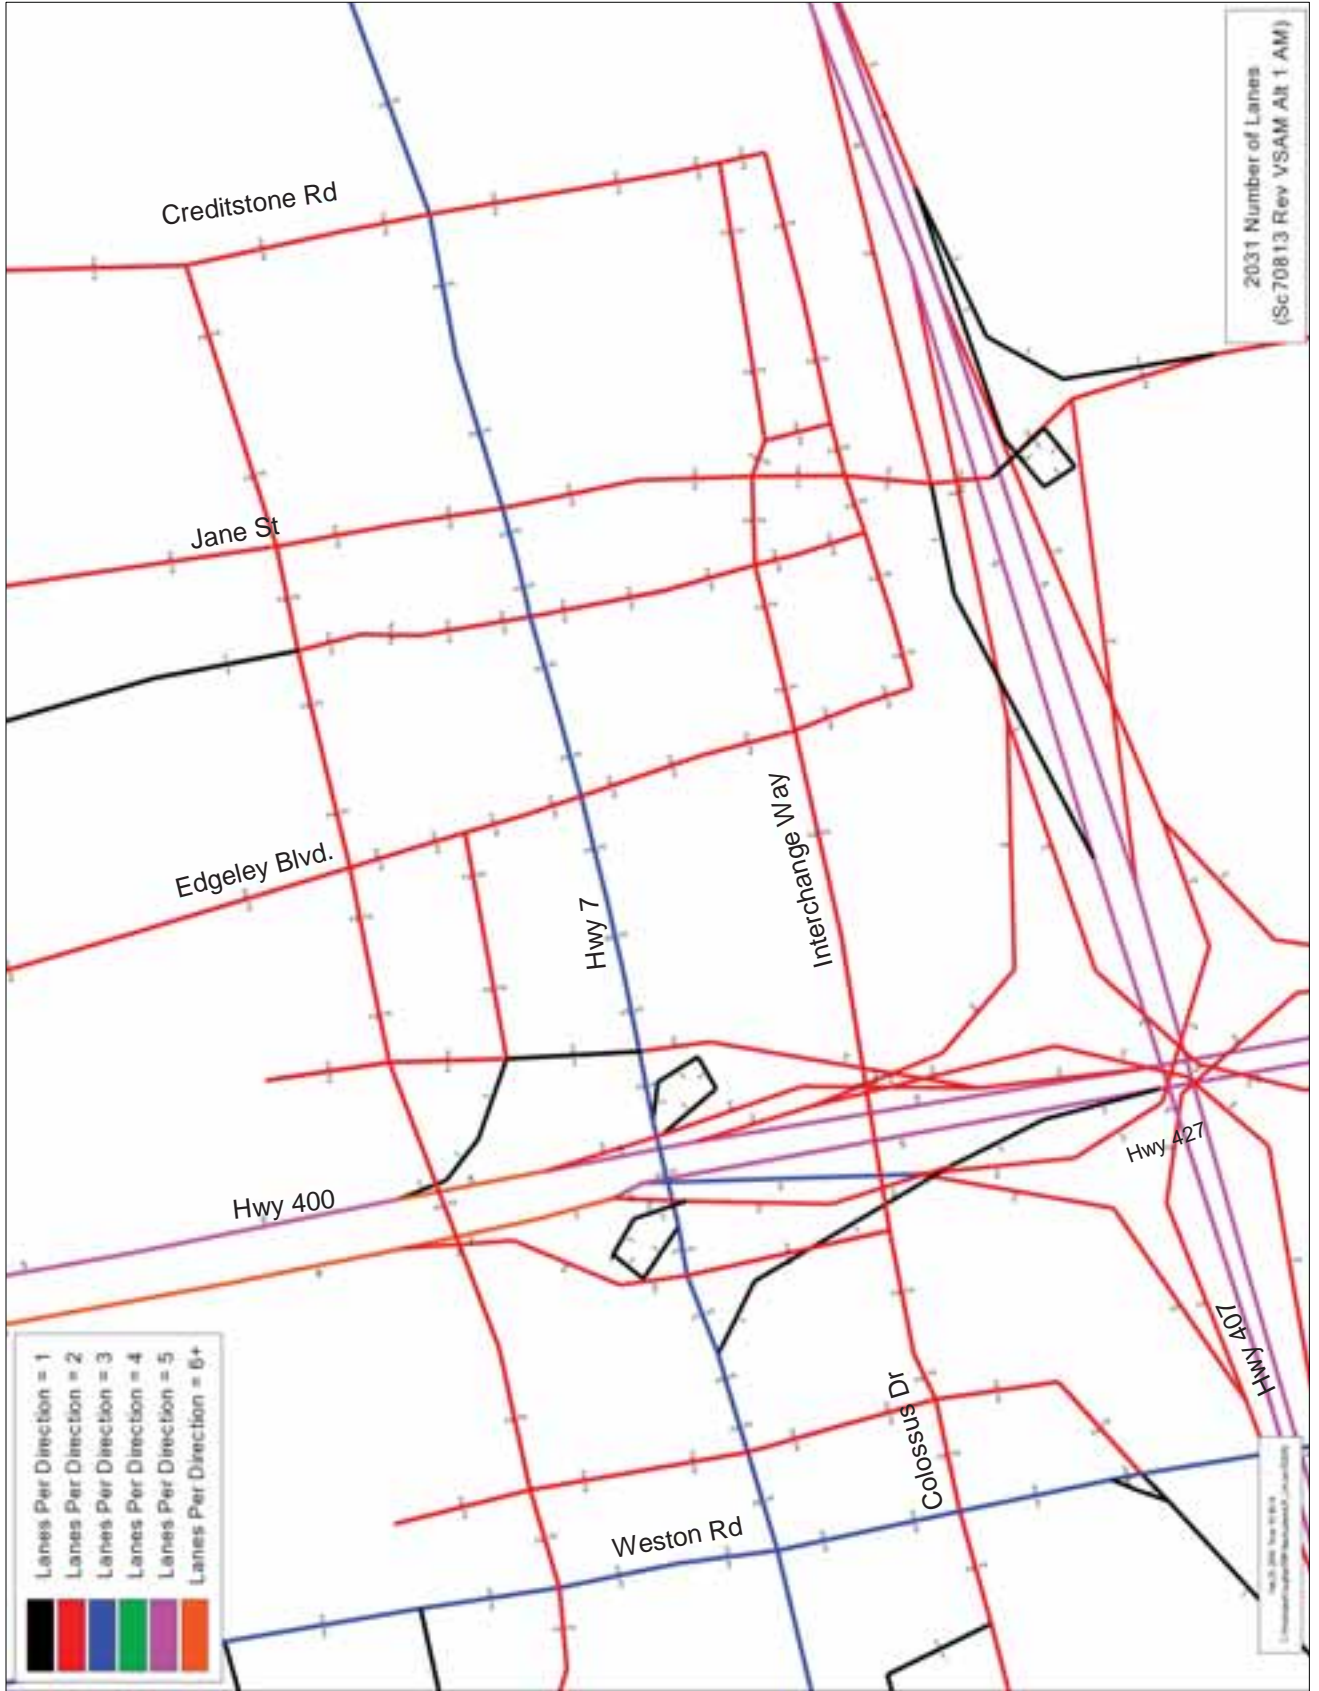 2031 Number of Lanes
(Sc70813 Rev VSAM Alt 1 AM)
Creditstone Rd
Jane St
Edgeley Blvd.
Hwy 7
Interchange Way
Hwy 400
Hwy 427
Hwy 407
Colossus Dr
Weston Rd
Lanes Per Direction = 1
Lanes Per Direction = 2
Lanes Per Direction = 3
Lanes Per Direction = 4
Lanes Per Direction = 5
Lanes Per Direction = 6+